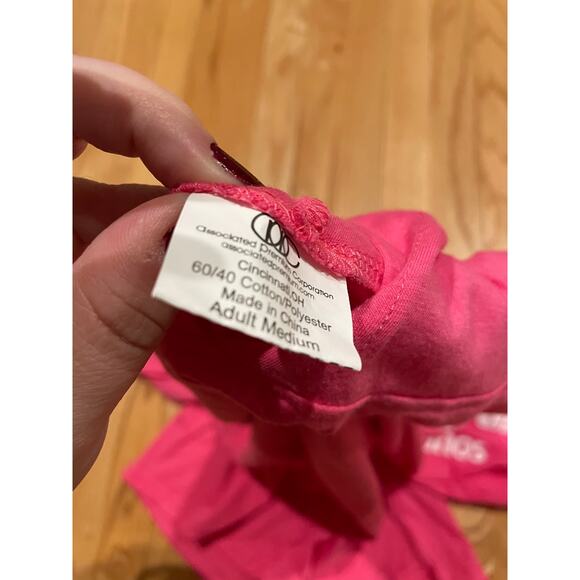 associated premium corporation
associatedpremium.com
Cincinnati, OH
60/40 Cotton/Polyester
Made in China
Adult Medium